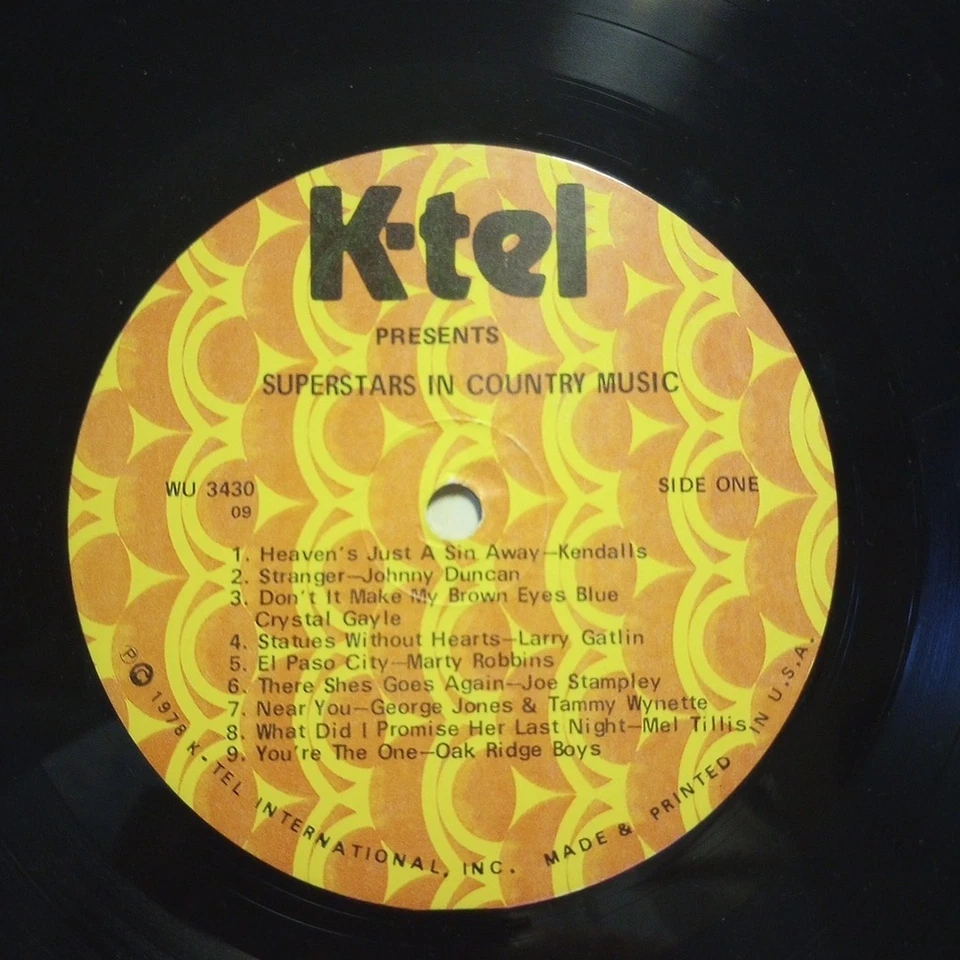 K-tel
PRESENTS
SUPERSTARS IN COUNTRY MUSIC
WU 3430
09
SIDE ONE
1. Heaven's Just A Sin Away—Kendalls
2. Stranger—Johnny Duncan
3. Don't It Make My Brown Eyes Blue
Crystal Gayle
4. Statues Without Hearts—Larry Gatlin
5. El Paso City—Marty Robbins
6. There Shes Goes Again—Joe Stampley
7. Near You—George Jones & Tammy Wynette
8. What Did I Promise Her Last Night—Mel Tillis
9. You're The One—Oak Ridge Boys
℗ © 1978 K-TEL INTERNATIONAL, INC. MADE & PRINTED IN U.S.A.